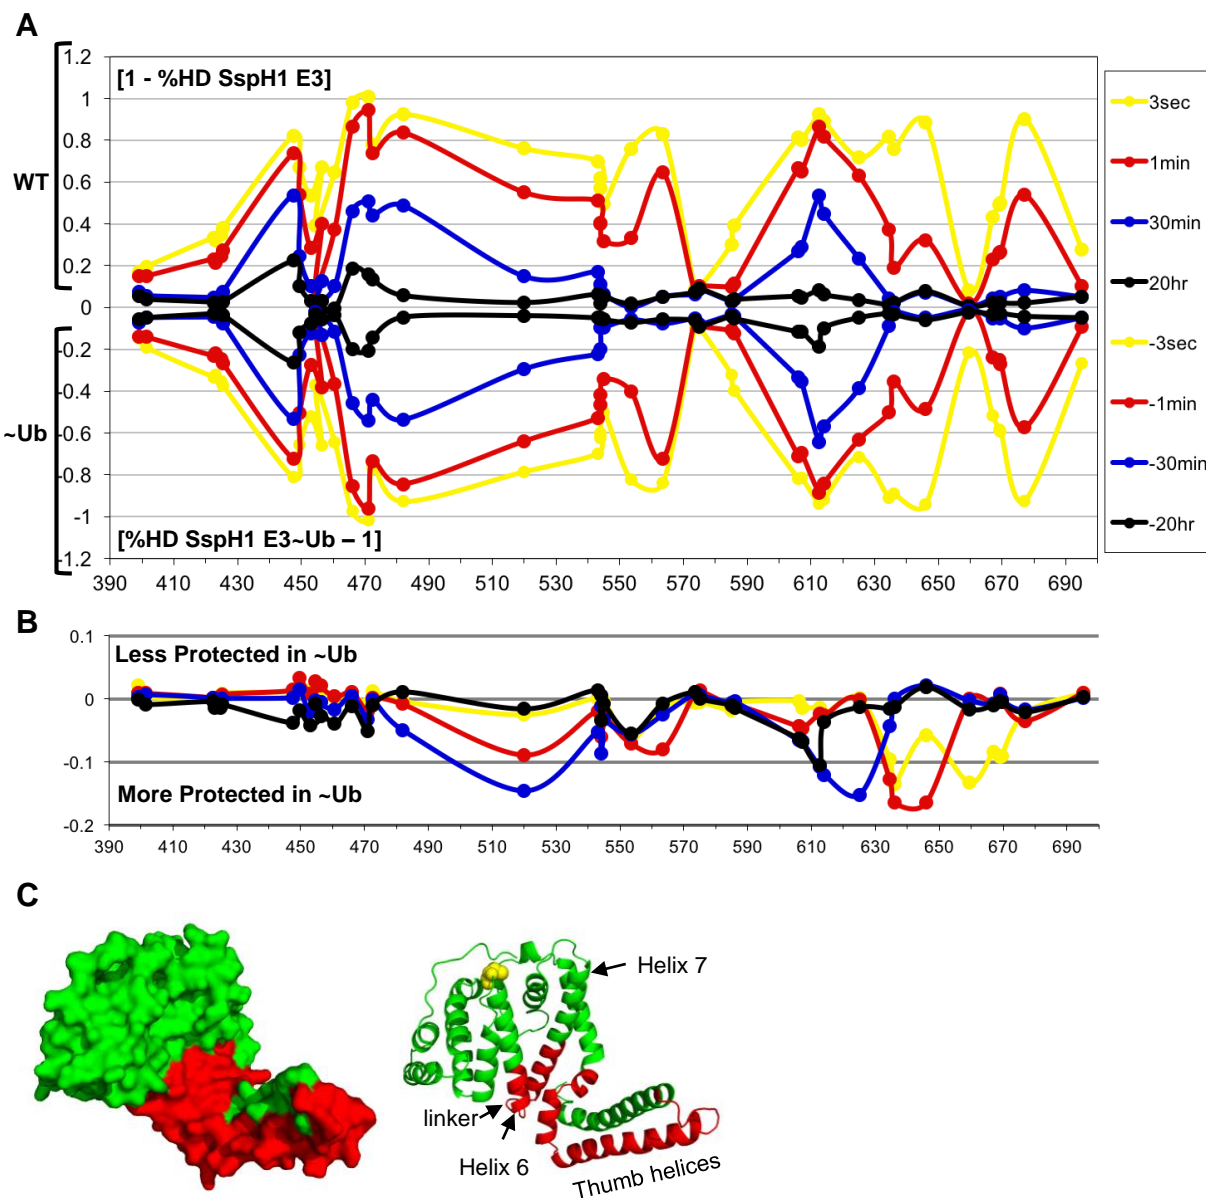 A
1.2
[1 - %HD SspH1 E3]
1
0.8
0.6
WT
0.4
0.2
0
-0.2
-0.4
~Ub
-0.6
-0.8
-1
[%HD SspH1 E3~Ub – 1]
-1.2
390 410 430 450 470 490 510 530 550 570 590 610 630 650 670 690
3sec
1min
30min
20hr
-3sec
-1min
-30min
-20hr
B
0.1
Less Protected in ~Ub
0
-0.1
More Protected in ~Ub
-0.2
390 410 430 450 470 490 510 530 550 570 590 610 630 650 670 690
C
Helix 7
linker
Helix 6
Thumb helices